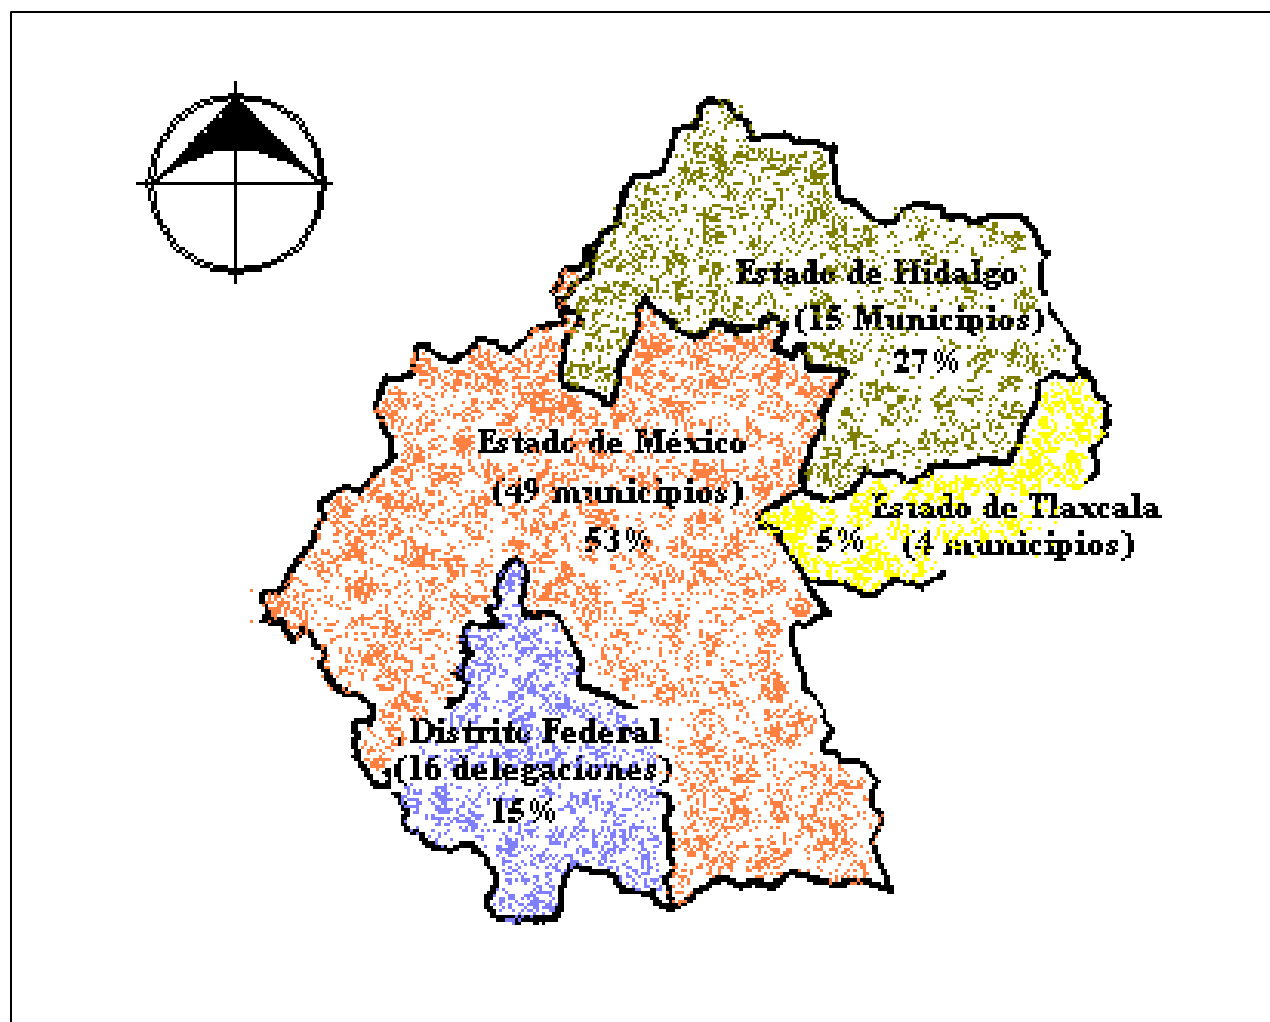 Estado de Hidalgo
(15 Municipios)
27%
Estado de México
(49 municipios)
53%
Estado de Tlaxcala
5% (4 municipios)
Distrito Federal
(16 delegaciones)
15%